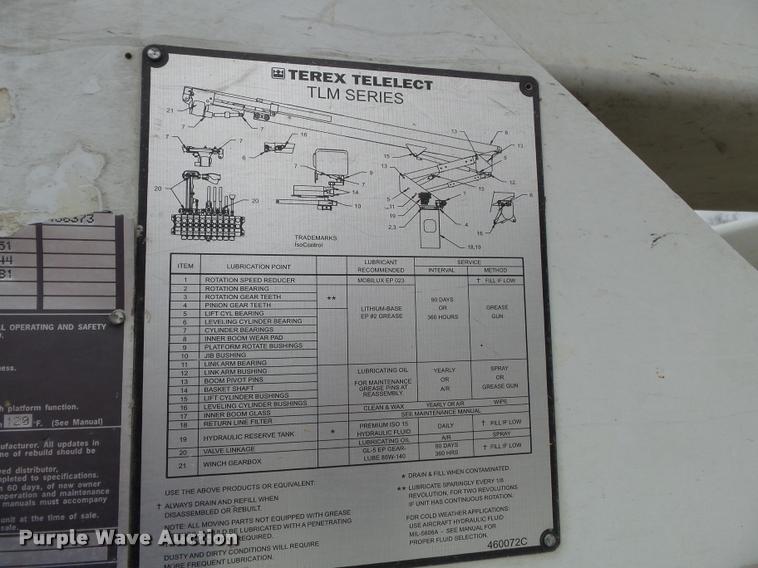 TEREX TELELECT
TLM SERIES
TRADEMARKS
IsoControl
ITEM LUBRICATION POINT LUBRICANT RECOMMENDED SERVICE INTERVAL METHOD
1 ROTATION SPEED REDUCER MOBILUX EP 023 † FILL IF LOW
2 ROTATION BEARING
3 ROTATION GEAR TEETH **
4 PINION GEAR TEETH
5 LIFT CYL BEARING
6 LEVELING CYLINDER BEARING
7 CYLINDER BEARINGS
8 INNER BOOM WEAR PAD
9 PLATFORM ROTATE BUSHINGS
10 JIB BUSHING
LITHIUM-BASE EP #2 GREASE 90 DAYS OR 360 HOURS GREASE GUN
11 LINK ARM BEARING
12 LINK ARM BUSHING
13 BOOM PIVOT PINS
14 BASKET SHAFT
15 LIFT CYLINDER BUSHINGS
16 LEVELING CYLINDER BUSHINGS
LUBRICATING OIL YEARLY SPRAY
FOR MAINTENANCE GREASE PINS AT REASSEMBLY. OR A/R OR GREASE GUN
17 INNER BOOM GLASS CLEAN & WAX YEARLY OR A/R WIPE
18 RETURN LINE FILTER SEE MAINTENANCE MANUAL
19 HYDRAULIC RESERVE TANK * PREMIUM ISO 15 HYDRAULIC FLUID DAILY † FILL IF LOW
20 VALVE LINKAGE LUBRICATING OIL A/R SPRAY
21 WINCH GEARBOX GL-5 EP GEAR-LUBE 85W-140 90 DAYS 360 HRS † FILL IF LOW
USE THE ABOVE PRODUCTS OR EQUIVALENT.
† ALWAYS DRAIN AND REFILL WHEN
DISASSEMBLED OR REBUILT.
NOTE: ALL MOVING PARTS NOT EQUIPPED WITH GREASE
SHOULD BE LUBRICATED WITH A PENETRATING
REQUIRED.
DUSTY AND DIRTY CONDITIONS WILL REQUIRE
MORE FREQUENT LUBRICATION.
* DRAIN & FILL WHEN CONTAMINATED.
** LUBRICATE SPARINGLY EVERY 1/8
REVOLUTION, FOR TWO REVOLUTIONS
IF UNIT HAS CONTINUOUS ROTATION.
FOR COLD WEATHER APPLICATIONS:
USE AIRCRAFT HYDRAULIC FLUID
MIL-5606A - SEE MANUAL FOR
PROPER FLUID SELECTION.
460072C
OPERATING AND SAFETY
platform function.
120 °F. (See Manual)
All updates in
of rebuild should be
distributor.
completed to specifications.
60 days, of new owner
operation and maintenance
manuals must accompany
unit at the time of sale.
sale.
Purple Wave Auction